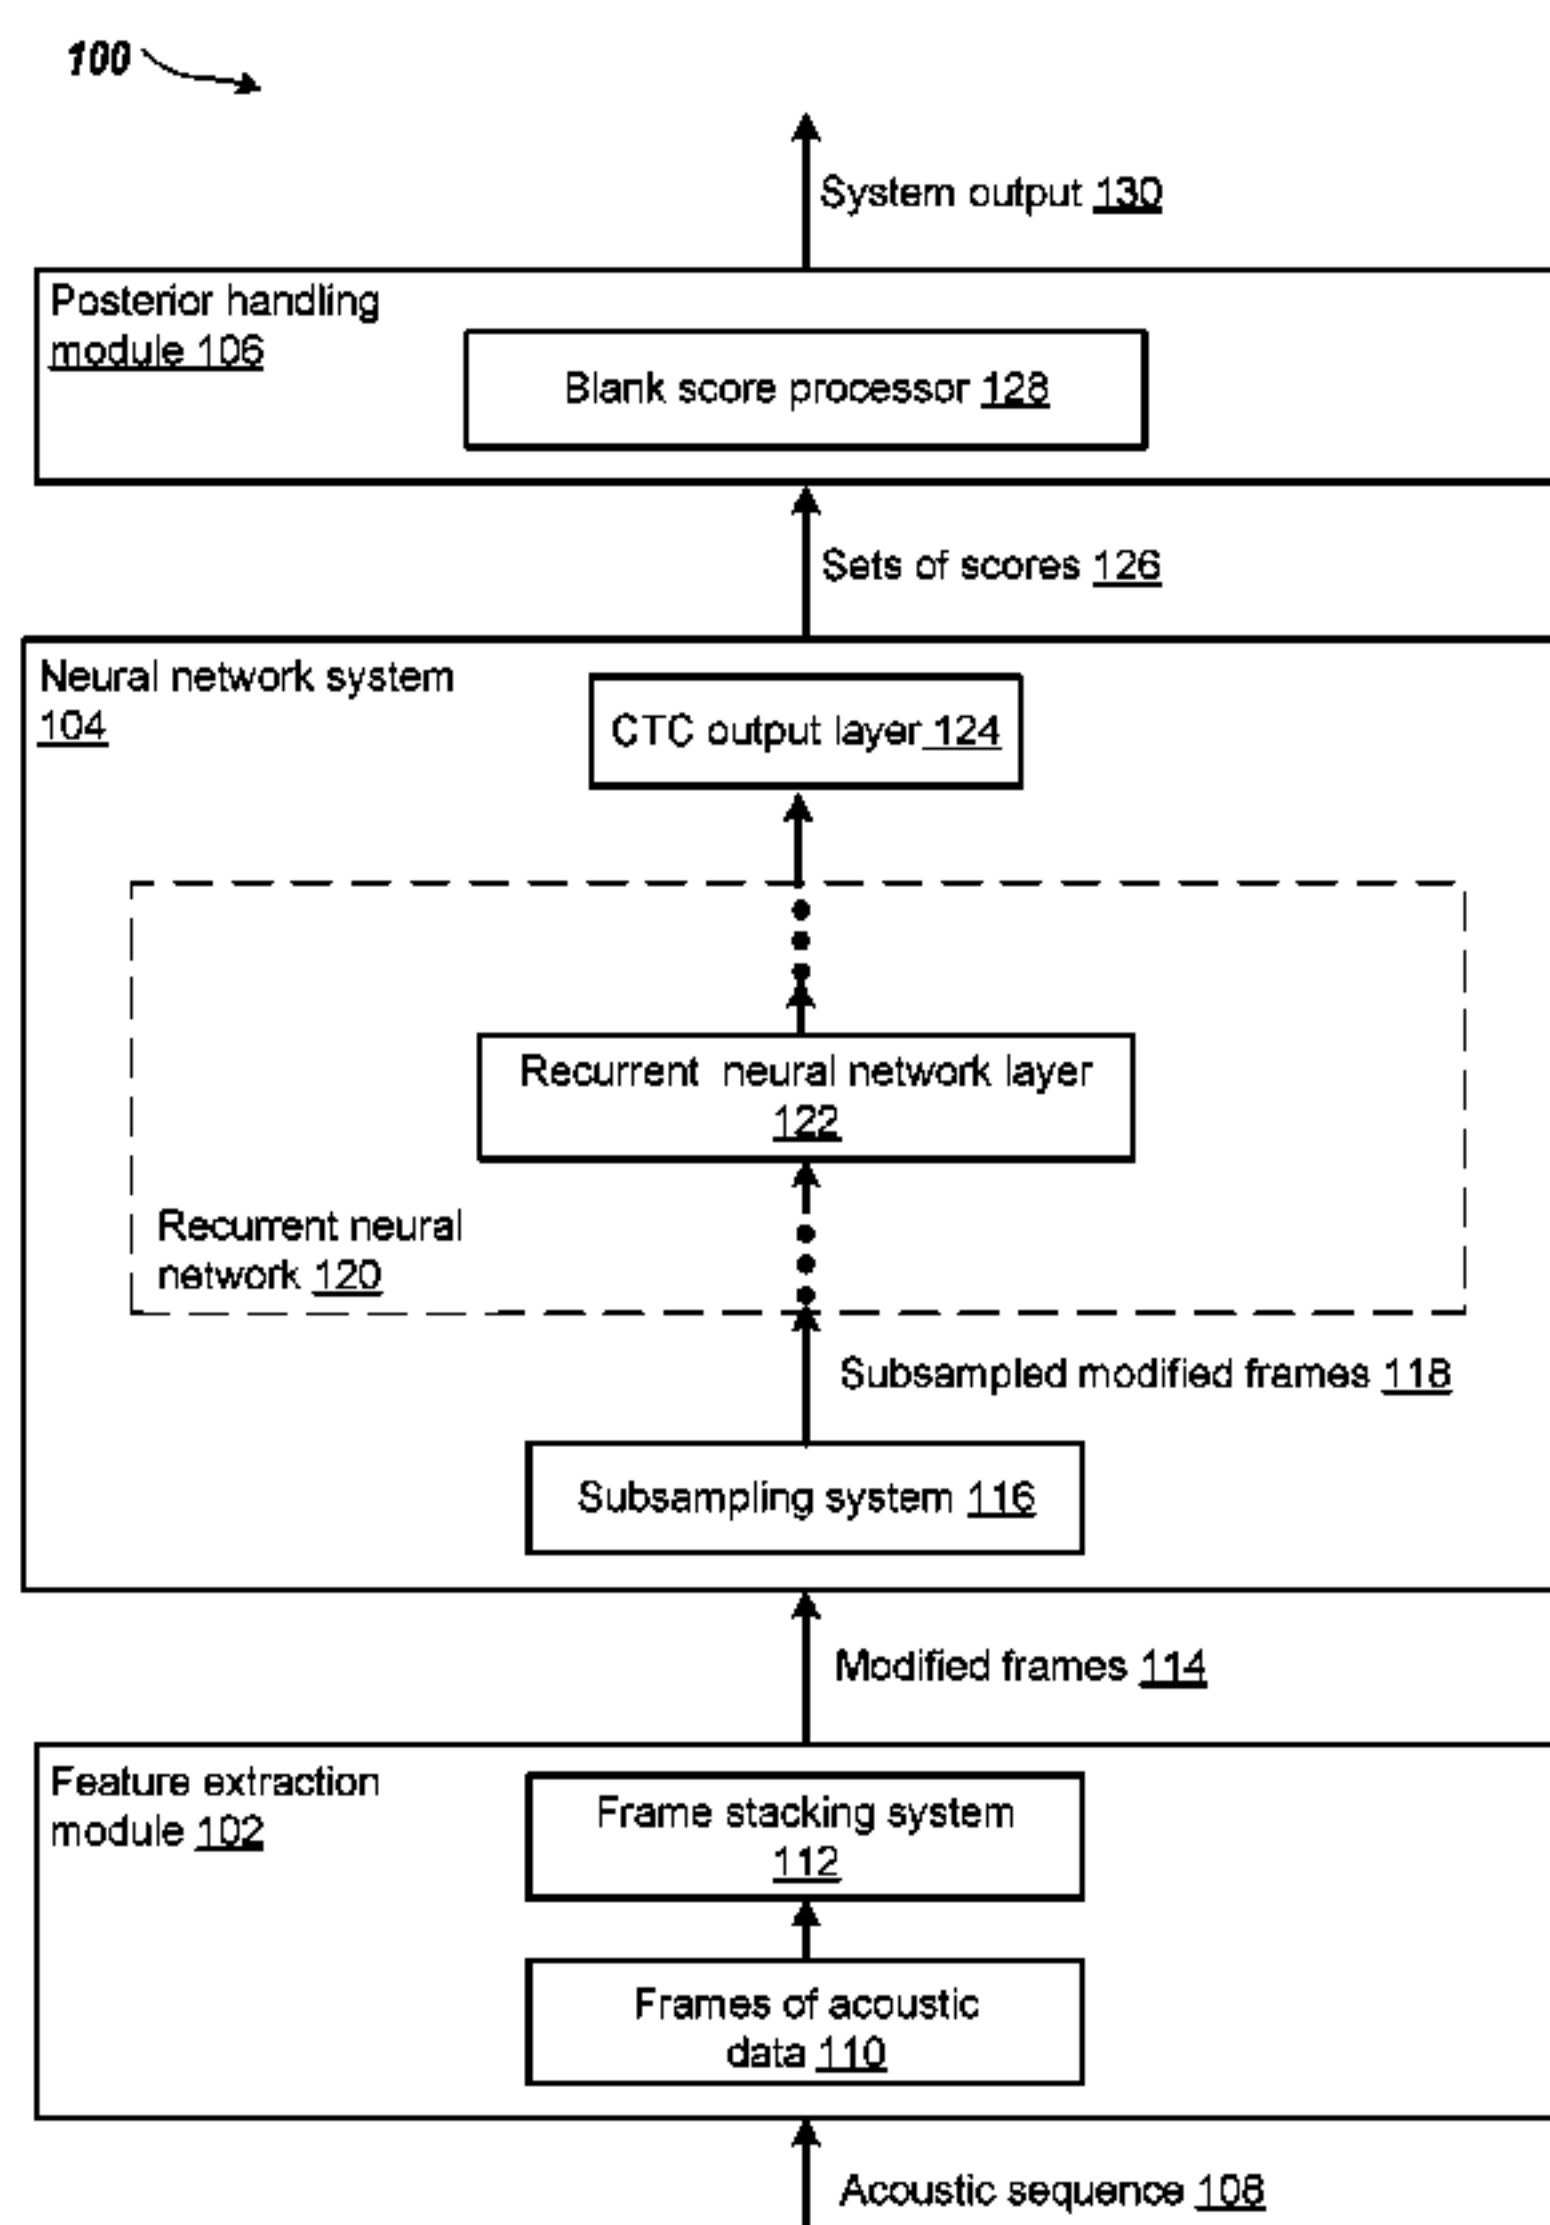 100
System output 130
Posterior handling
module 106
Blank score processor 128
Sets of scores 126
Neural network system
104
CTC output layer 124
Recurrent neural network layer
122
Recurrent neural
network 120
Subsampled modified frames 118
Subsampling system 116
Modified frames 114
Feature extraction
module 102
Frame stacking system
112
Frames of acoustic
data 110
Acoustic sequence 108